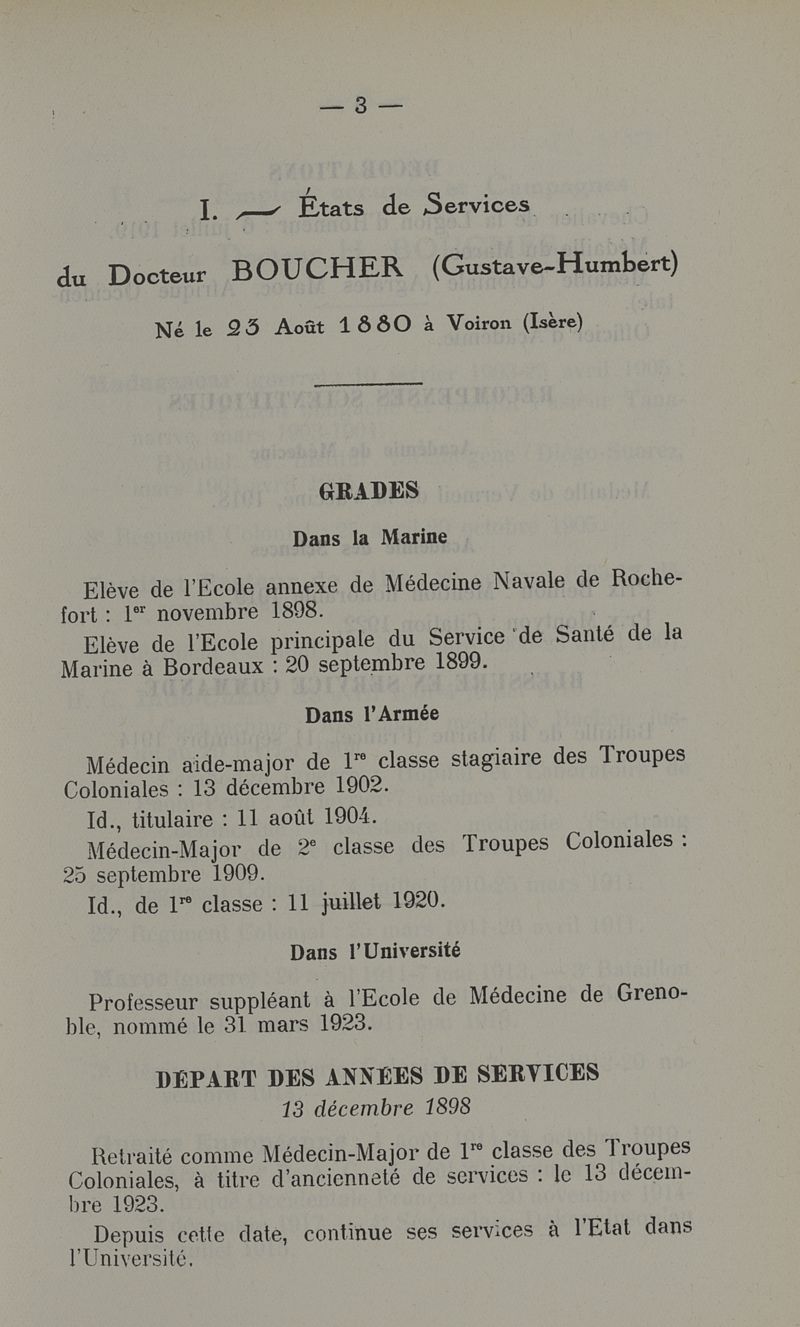 — 3 —
I. — États de Services
du Docteur BOUCHER (Gustave-Humbert)
Né le 23 Août 1880 à Voiron (Isère)
GRADES
Dans la Marine
Elève de l'Ecole annexe de Médecine Navale de Roche-
fort : 1er novembre 1898.
Elève de l'Ecole principale du Service de Santé de la
Marine à Bordeaux : 20 septembre 1899.
Dans l'Armée
Médecin aide-major de 1re classe stagiaire des Troupes
Coloniales : 13 décembre 1902.
Id., titulaire : 11 août 1904.
Médecin-Major de 2e classe des Troupes Coloniales :
25 septembre 1909.
Id., de 1re classe : 11 juillet 1920.
Dans l'Université
Professeur suppléant à l'Ecole de Médecine de Greno-
ble, nommé le 31 mars 1923.
DÉPART DES ANNÉES DE SERVICES
13 décembre 1898
Retraité comme Médecin-Major de 1re classe des Troupes
Coloniales, à titre d'ancienneté de services : le 13 décem-
bre 1923.
Depuis cette date, continue ses services à l'Etat dans
l'Université.